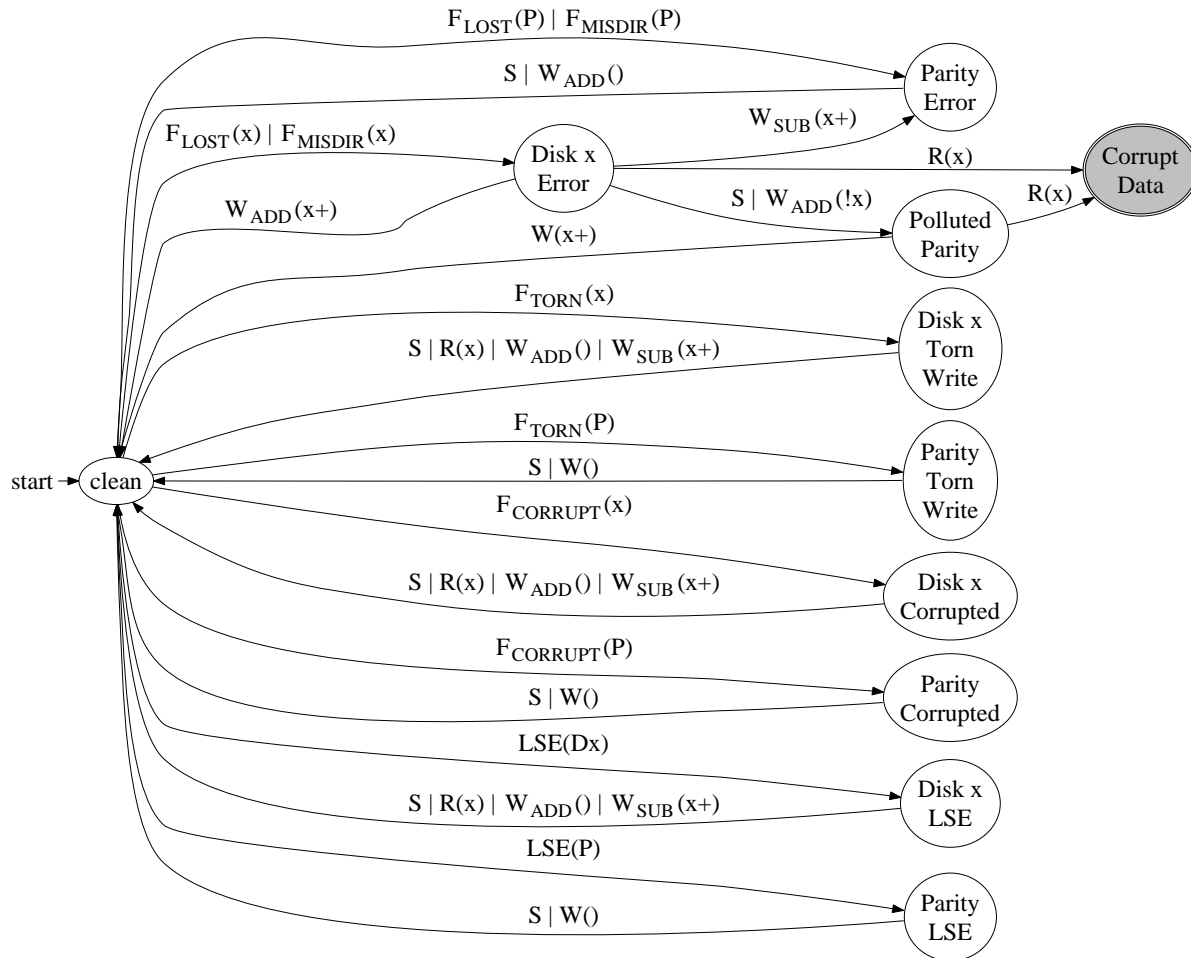 F_LOST(P) | F_MISDIR(P)
Parity
Error
S | W_ADD()
W_SUB(x+)
F_LOST(x) | F_MISDIR(x)
Disk x
Error
R(x)
Corrupt
Data
S | W_ADD(!x)
R(x)
W_ADD(x+)
W(x+)
Polluted
Parity
F_TORN(x)
Disk x
Torn
Write
S | R(x) | W_ADD() | W_SUB(x+)
F_TORN(P)
Parity
Torn
Write
S | W()
start
clean
F_CORRUPT(x)
Disk x
Corrupted
S | R(x) | W_ADD() | W_SUB(x+)
F_CORRUPT(P)
Parity
Corrupted
S | W()
LSE(Dx)
Disk x
LSE
S | R(x) | W_ADD() | W_SUB(x+)
LSE(P)
Parity
LSE
S | W()